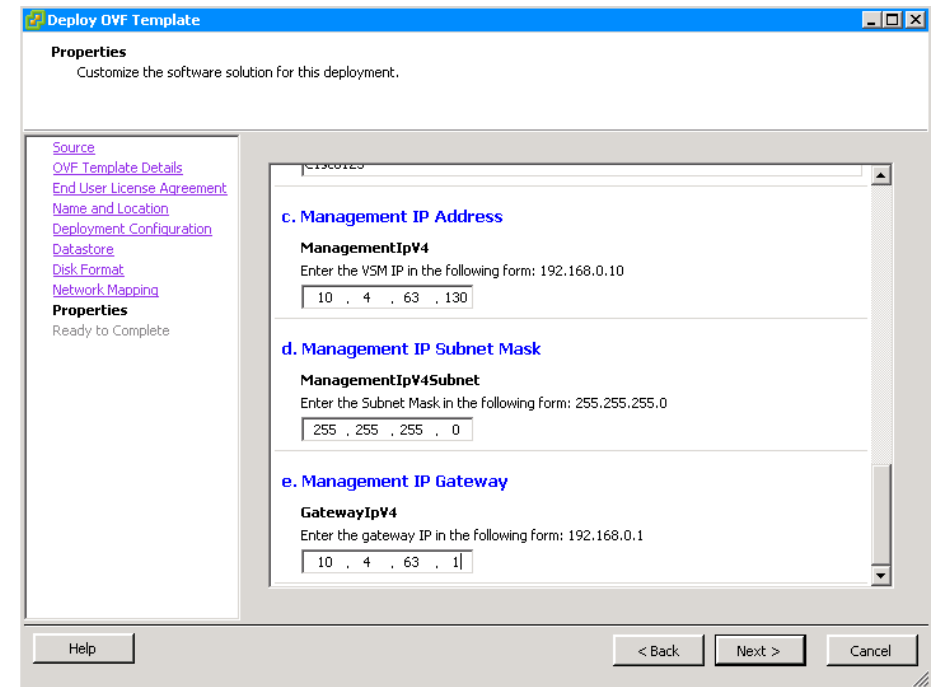 Deploy OVF Template
Properties
Customize the software solution for this deployment.
Source
OVF Template Details
End User License Agreement
Name and Location
Deployment Configuration
Datastore
Disk Format
Network Mapping
Properties
Ready to Complete
c. Management IP Address
ManagementIpV4
Enter the VSM IP in the following form: 192.168.0.10
10 . 4 . 63 . 130
d. Management IP Subnet Mask
ManagementIpV4Subnet
Enter the Subnet Mask in the following form: 255.255.255.0
255 . 255 . 255 . 0
e. Management IP Gateway
GatewayIpV4
Enter the gateway IP in the following form: 192.168.0.1
10 . 4 . 63 . 1
Help
< Back
Next >
Cancel